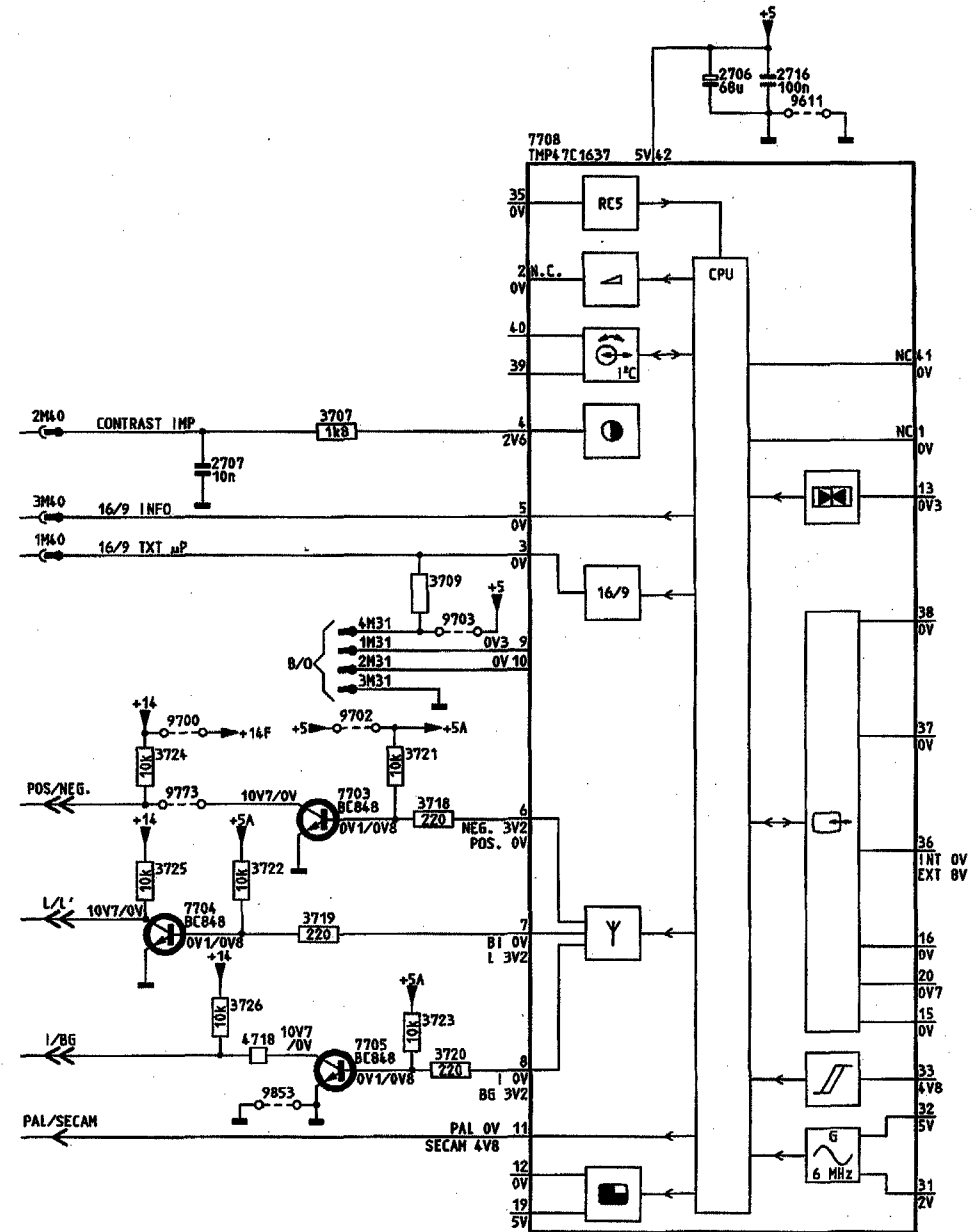 +5
2706
68u
2716
100n
9611
7708
TMP47C1637 5V 42
35
0V
RC5
2 N.C.
0V
CPU
40
39
I²C
NC 41
0V
2M40
CONTRAST IMP
3707
1k8
4
2V6
NC 1
0V
2707
10n
13
0V3
3M40
16/9 INFO
5
0V
1M40
16/9 TXT µP
3
0V
3709
+5
16/9
9703
4M31
1M31
0V3 9
B/O
2M31
0V 10
3M31
38
0V
+14
9700
+14F
+5
9702
+5A
37
0V
3724
10k
3721
10k
POS/NEG.
9773
10V7/0V
7703
BC848
0V1/0V8
3718
220
6
NEG. 3V2
POS. 0V
+14
+5A
36
INT 0V
EXT 8V
3725
10k
3722
10k
L/L'
10V7/0V
7704
BC848
0V1/0V8
3719
220
7
BI 0V
L 3V2
16
0V
+14
+5A
20
0V7
3726
10k
3723
10k
15
0V
I/BG
4718
10V7
/0V
7705
BC848
0V1/0V8
3720
220
8
I 0V
BG 3V2
33
4V8
9853
32
5V
PAL/SECAM
PAL 0V 11
SECAM 4V8
G
6 MHz
12
0V
31
2V
19
5V